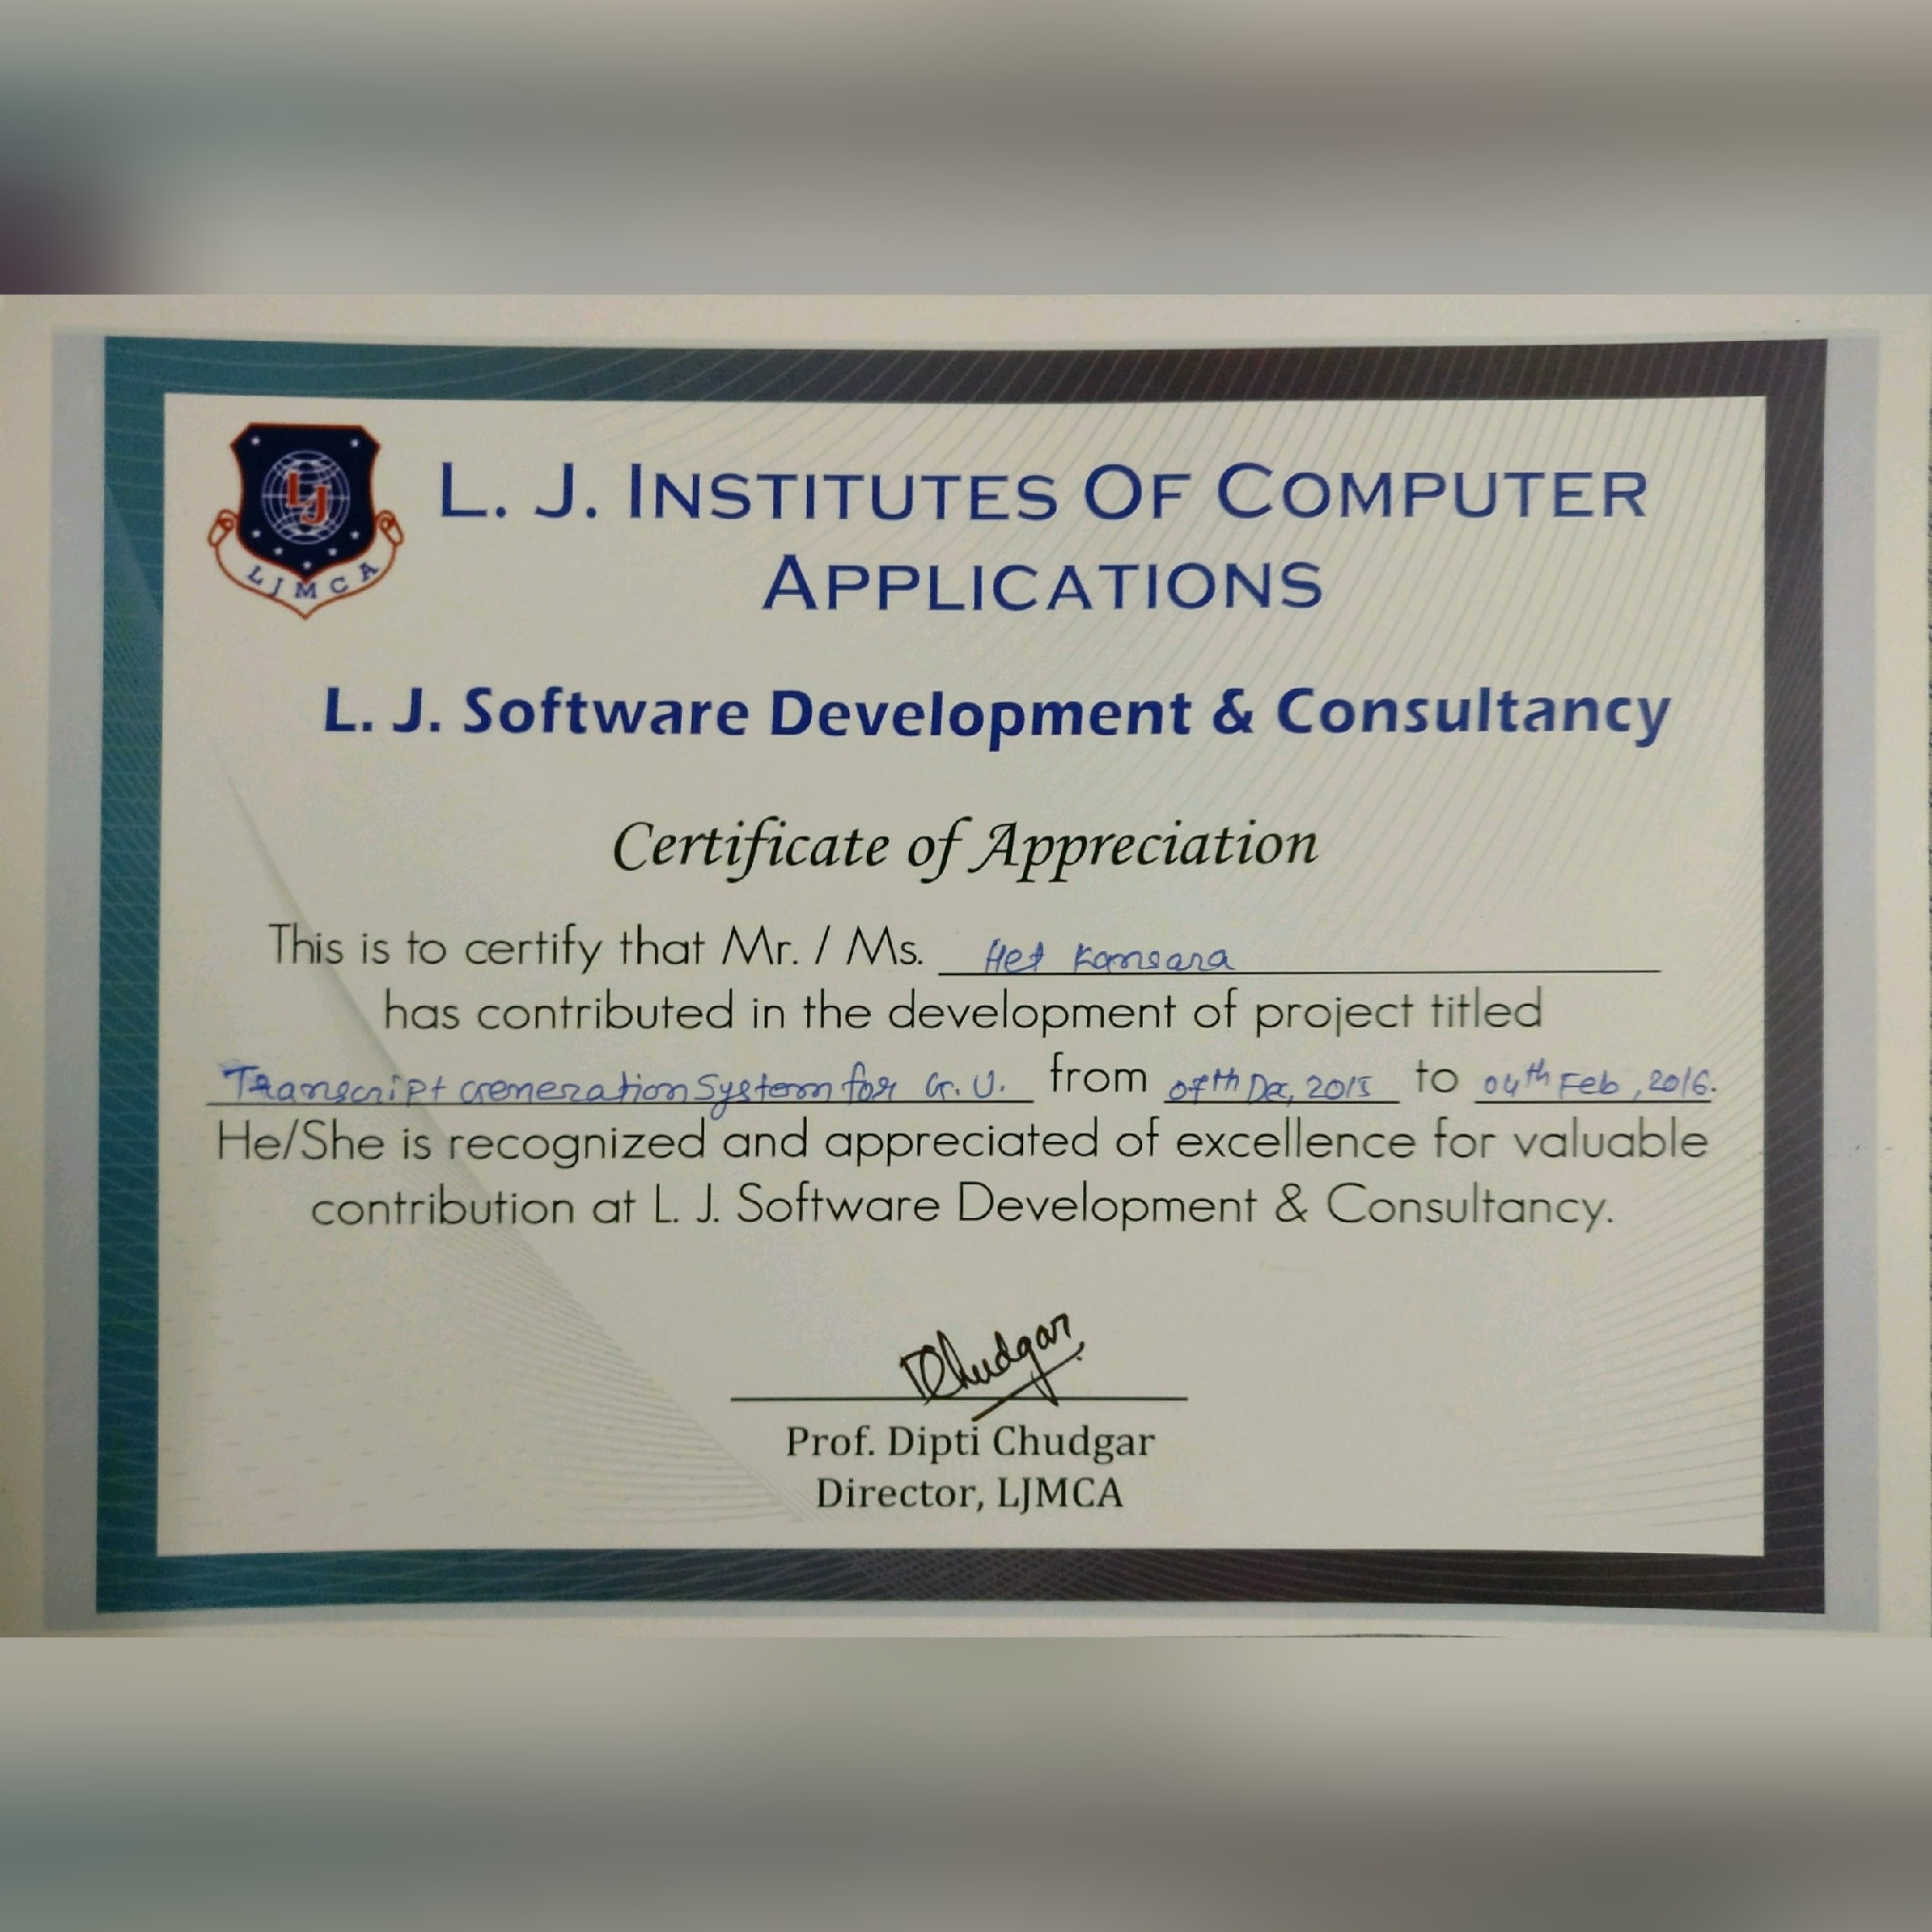 LJ
LJMCA
L. J. INSTITUTES OF COMPUTER
APPLICATIONS
L. J. Software Development & Consultancy
Certificate of Appreciation
This is to certify that Mr. / Ms. Het Kansara
has contributed in the development of project titled
Transcript Generation System for G.U. from 07th Dec, 2015 to 04th Feb, 2016.
He/She is recognized and appreciated of excellence for valuable
contribution at L. J. Software Development & Consultancy.
DChudgar
Prof. Dipti Chudgar
Director, LJMCA